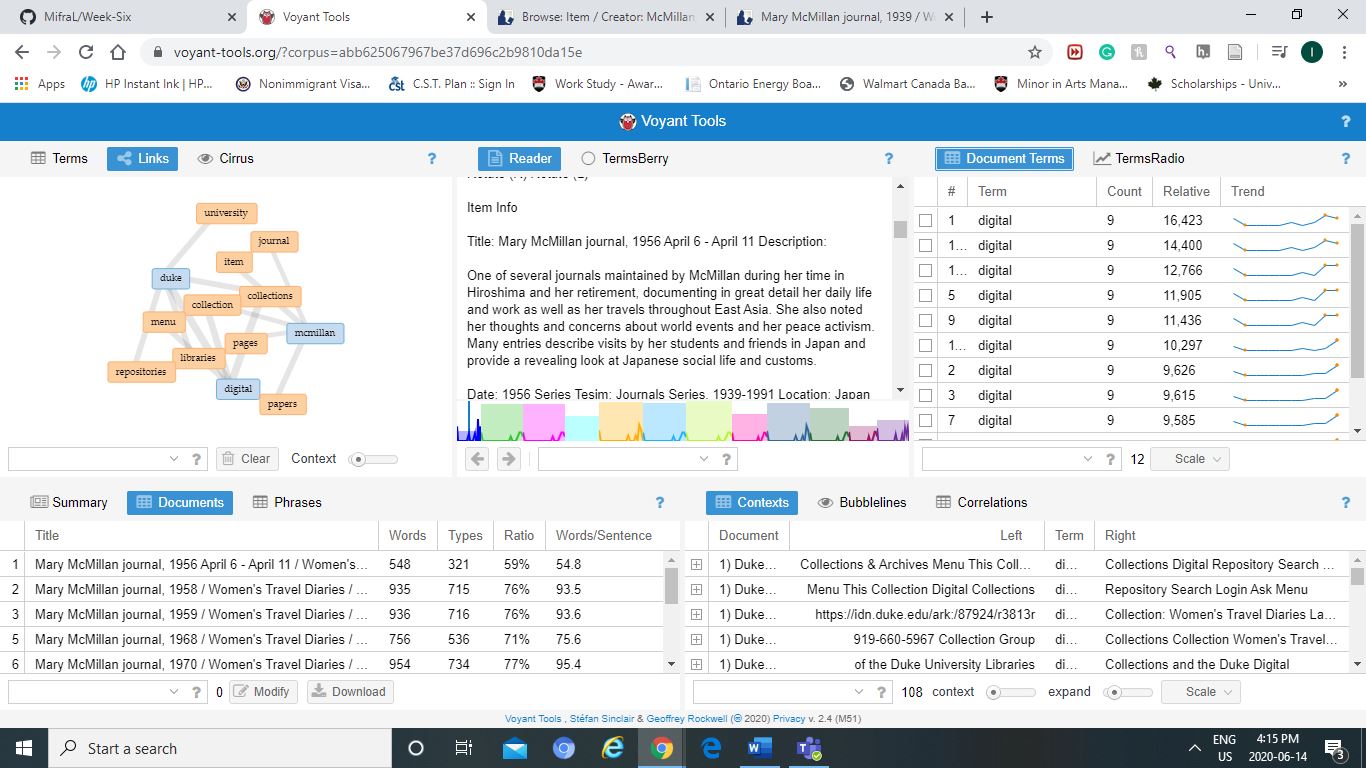 MifraL/Week-Six
Voyant Tools
Browse: Item / Creator: McMillan
Mary McMillan journal, 1939 / W
voyant-tools.org/?corpus=abb625067967be37d696c2b9810da15e
Apps
HP Instant Ink | HP...
Nonimmigrant Visa...
C.S.T. Plan :: Sign In
Work Study - Awar...
Ontario Energy Boa...
Walmart Canada Ba...
Minor in Arts Mana...
Scholarships - Univ...
Voyant Tools
Terms Links Cirrus ?
university
journal
item
duke
collections
collection
menu
mcmillan
pages
libraries
repositories
digital
papers
? Clear Context
Reader TermsBerry ?
Item Info
Title: Mary McMillan journal, 1956 April 6 - April 11 Description:
One of several journals maintained by McMillan during her time in
Hiroshima and her retirement, documenting in great detail her daily life
and work as well as her travels throughout East Asia. She also noted
her thoughts and concerns about world events and her peace activism.
Many entries describe visits by her students and friends in Japan and
provide a revealing look at Japanese social life and customs.
Date: 1956 Series Tesim: Journals Series, 1939-1991 Location: Japan
?
Document Terms TermsRadio ?
# Term Count Relative Trend
1 digital 9 16,423
1... digital 9 14,400
1... digital 9 12,766
5 digital 9 11,905
9 digital 9 11,436
1... digital 9 10,297
2 digital 9 9,626
3 digital 9 9,615
7 digital 9 9,585
? 12 Scale
Summary Documents Phrases ?
Title Words Types Ratio Words/Sentence
1 Mary McMillan journal, 1956 April 6 - April 11 / Women's... 548 321 59% 54.8
2 Mary McMillan journal, 1958 / Women's Travel Diaries / ... 935 715 76% 93.5
3 Mary McMillan journal, 1959 / Women's Travel Diaries / ... 936 716 76% 93.6
5 Mary McMillan journal, 1968 / Women's Travel Diaries / ... 756 536 71% 75.6
6 Mary McMillan journal, 1970 / Women's Travel Diaries / ... 954 734 77% 95.4
? 0 Modify Download
Contexts Bubblelines Correlations ?
Document Left Term Right
1) Duke... Collections & Archives Menu This Coll... di... Collections Digital Repository Search ...
1) Duke... Menu This Collection Digital Collections di... Repository Search Login Ask Menu
1) Duke... https://idn.duke.edu/ark:/87924/r3813r di... Collection: Women's Travel Diaries La...
1) Duke... 919-660-5967 Collection Group di... Collections Collection Women's Travel...
1) Duke... of the Duke University Libraries di... Collections and the Duke Digital
? 108 context expand Scale
Voyant Tools , Stéfan Sinclair & Geoffrey Rockwell (© 2020) Privacy v. 2.4 (M51)
Start a search
ENG
US
4:15 PM
2020-06-14
3